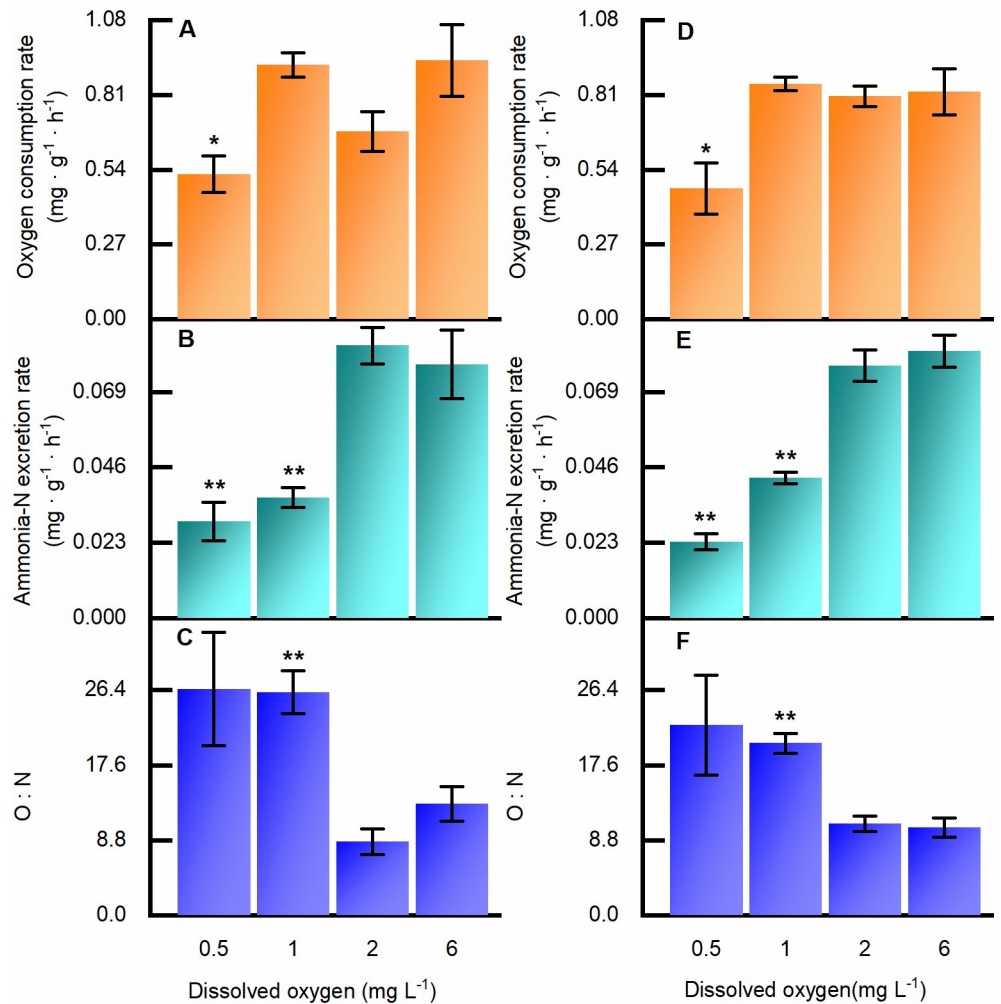 A
Oxygen consumption rate
(mg · g⁻¹ · h⁻¹)
1.08
0.81
0.54
0.27
0.00
*
D
Oxygen consumption rate
(mg · g⁻¹ · h⁻¹)
1.08
0.81
0.54
0.27
0.00
*
B
Ammonia-N excretion rate
(mg · g⁻¹ · h⁻¹)
0.069
0.046
0.023
0.000
** **
E
Ammonia-N excretion rate
(mg · g⁻¹ · h⁻¹)
0.069
0.046
0.023
0.000
** **
C
O : N
26.4
17.6
8.8
0.0
**
0.5 1 2 6
Dissolved oxygen (mg L⁻¹)
F
O : N
26.4
17.6
8.8
0.0
**
0.5 1 2 6
Dissolved oxygen(mg L⁻¹)